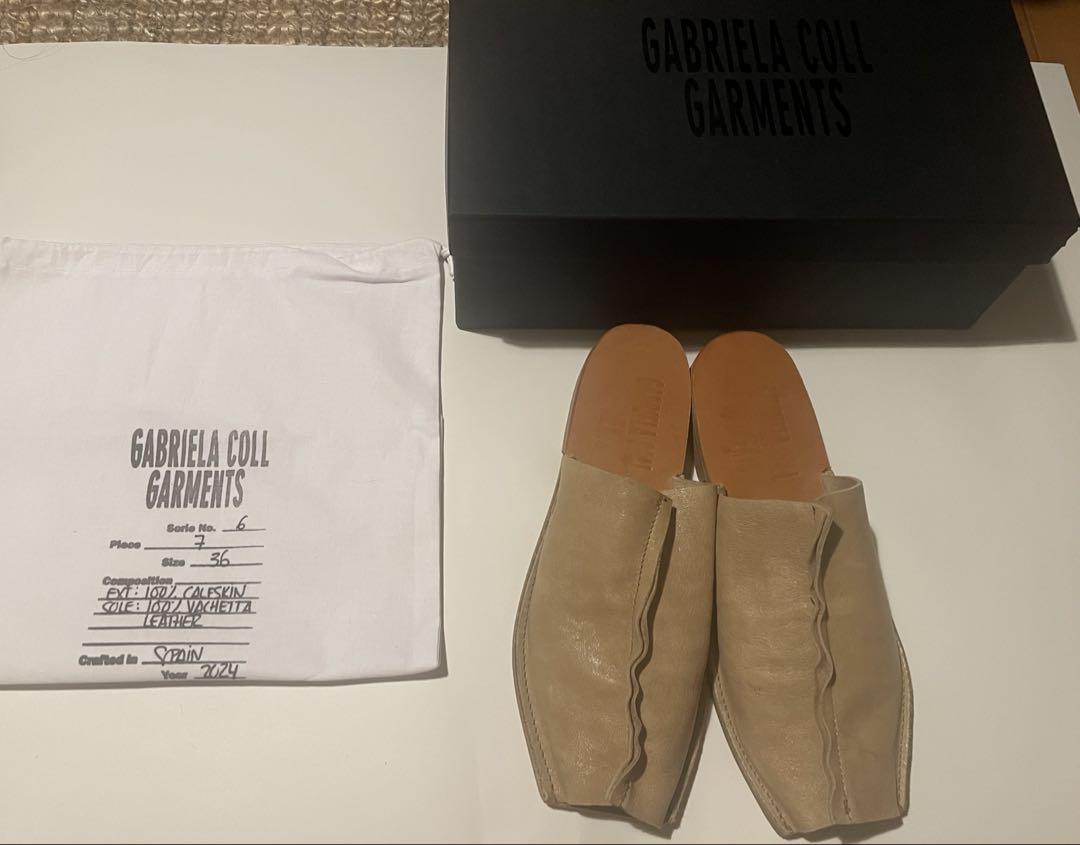 GABRIELA COLL
GARMENTS
GABRIELA COLL
GARMENTS
Serie No. 6
Piece 7
Size 36
Composition
EXT: 100% CALFSKIN
SOLE: 100% VACHETTA
LEATHER
Crafted in SPAIN
Year 2024